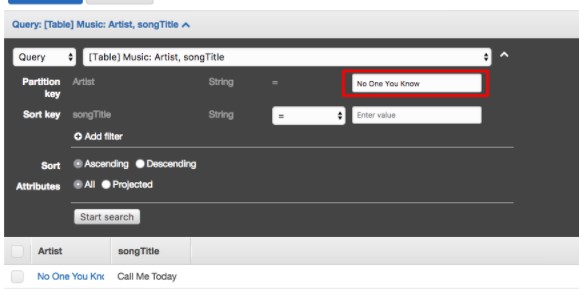 Query: [Table] Music: Artist, songTitle
Query [Table] Music: Artist, songTitle
Partition key Artist String = No One You Know
Sort key songTitle String = Enter value
Add filter
Sort Ascending Descending
Attributes All Projected
Start search
Artist songTitle
No One You Knc Call Me Today